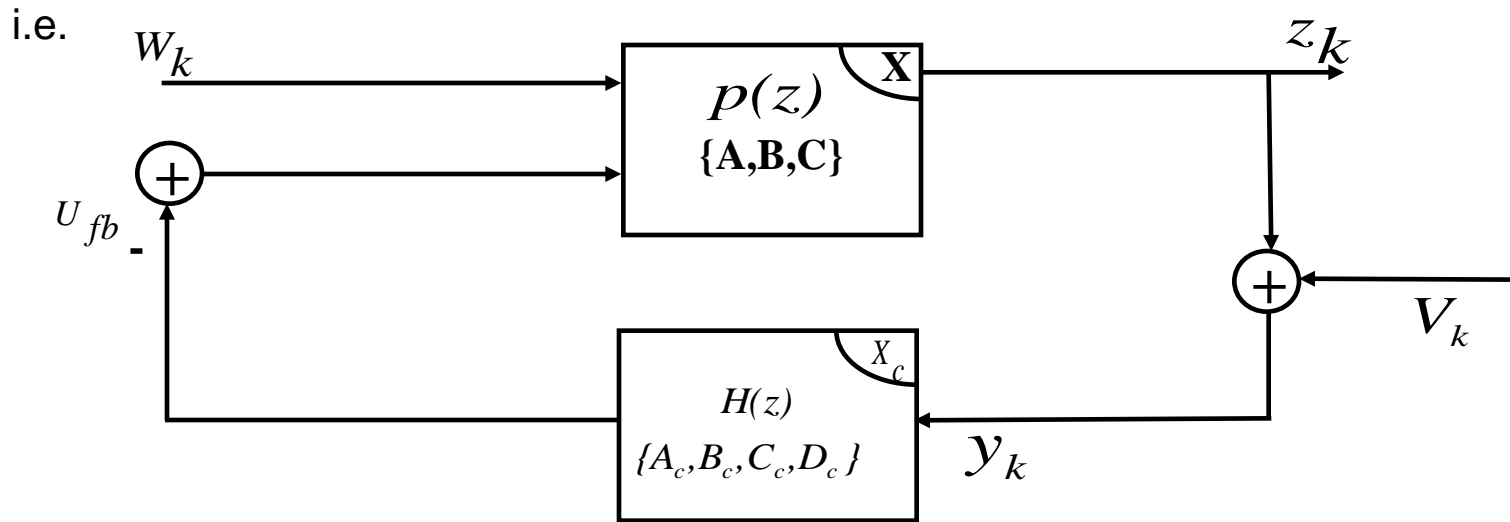 i.e.
W_k
z_k
X
p(z)
{A,B,C}
+
U_fb
-
+
V_k
X_c
H(z)
{A_c,B_c,C_c,D_c}
y_k